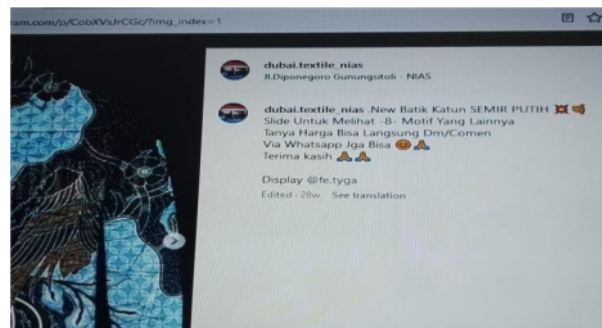 ram.com/p/CobXVsJrCGc/?img_index=1
dubai.textile_nias
Jl.Diponegoro Gunungsitoli - NIAS
dubai.textile_nias .New Batik Katun SEMIR PUTIH 💥📣
Slide Untuk Melihat -8- Motif Yang Lainnya
Tanya Harga Bisa Langsung Dm/Comen
Via Whatsapp Jga Bisa 😊🙏
Terima kasih 🙏🙏
Display @fe.tyga
Edited · 28w See translation